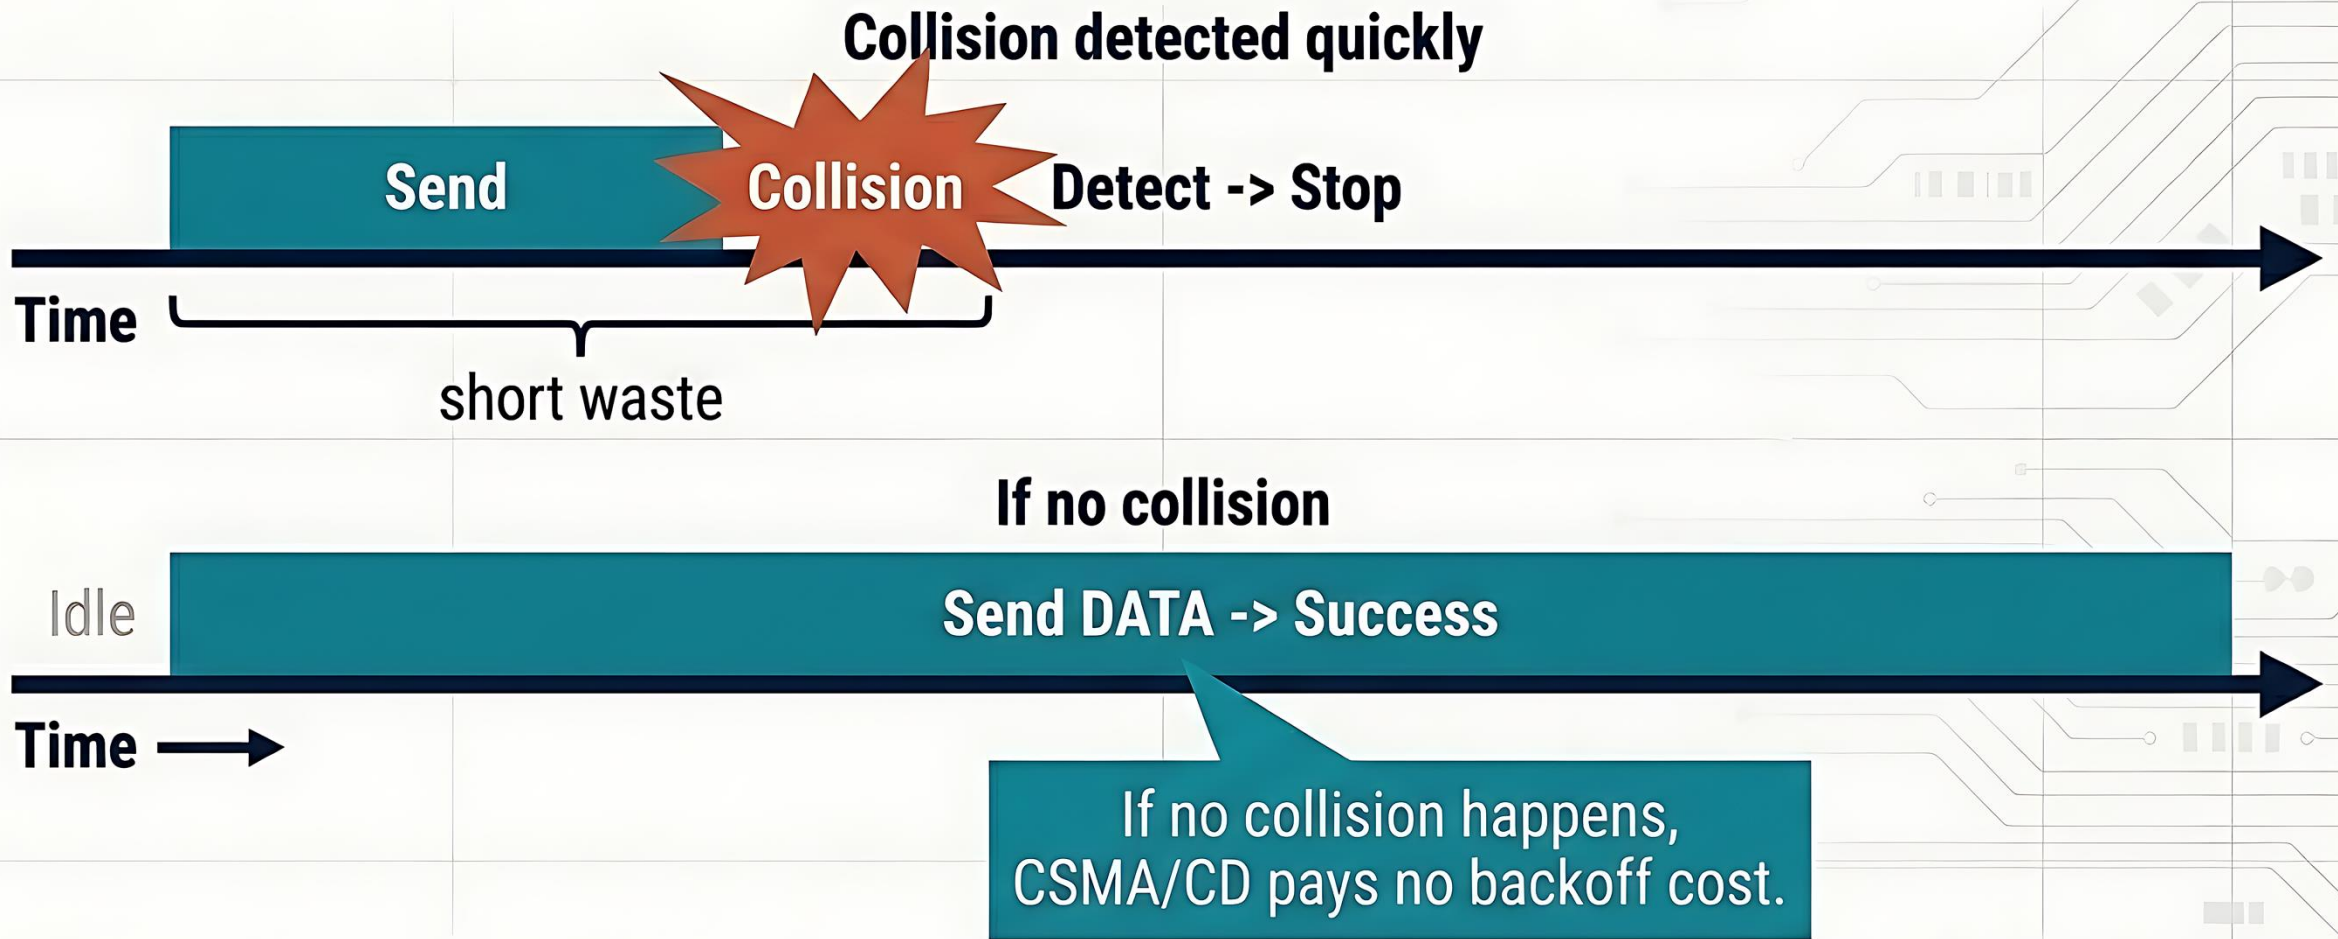 Collision detected quickly
Send
Collision
Detect -> Stop
Time
short waste
If no collision
Idle
Send DATA -> Success
Time
If no collision happens,
CSMA/CD pays no backoff cost.